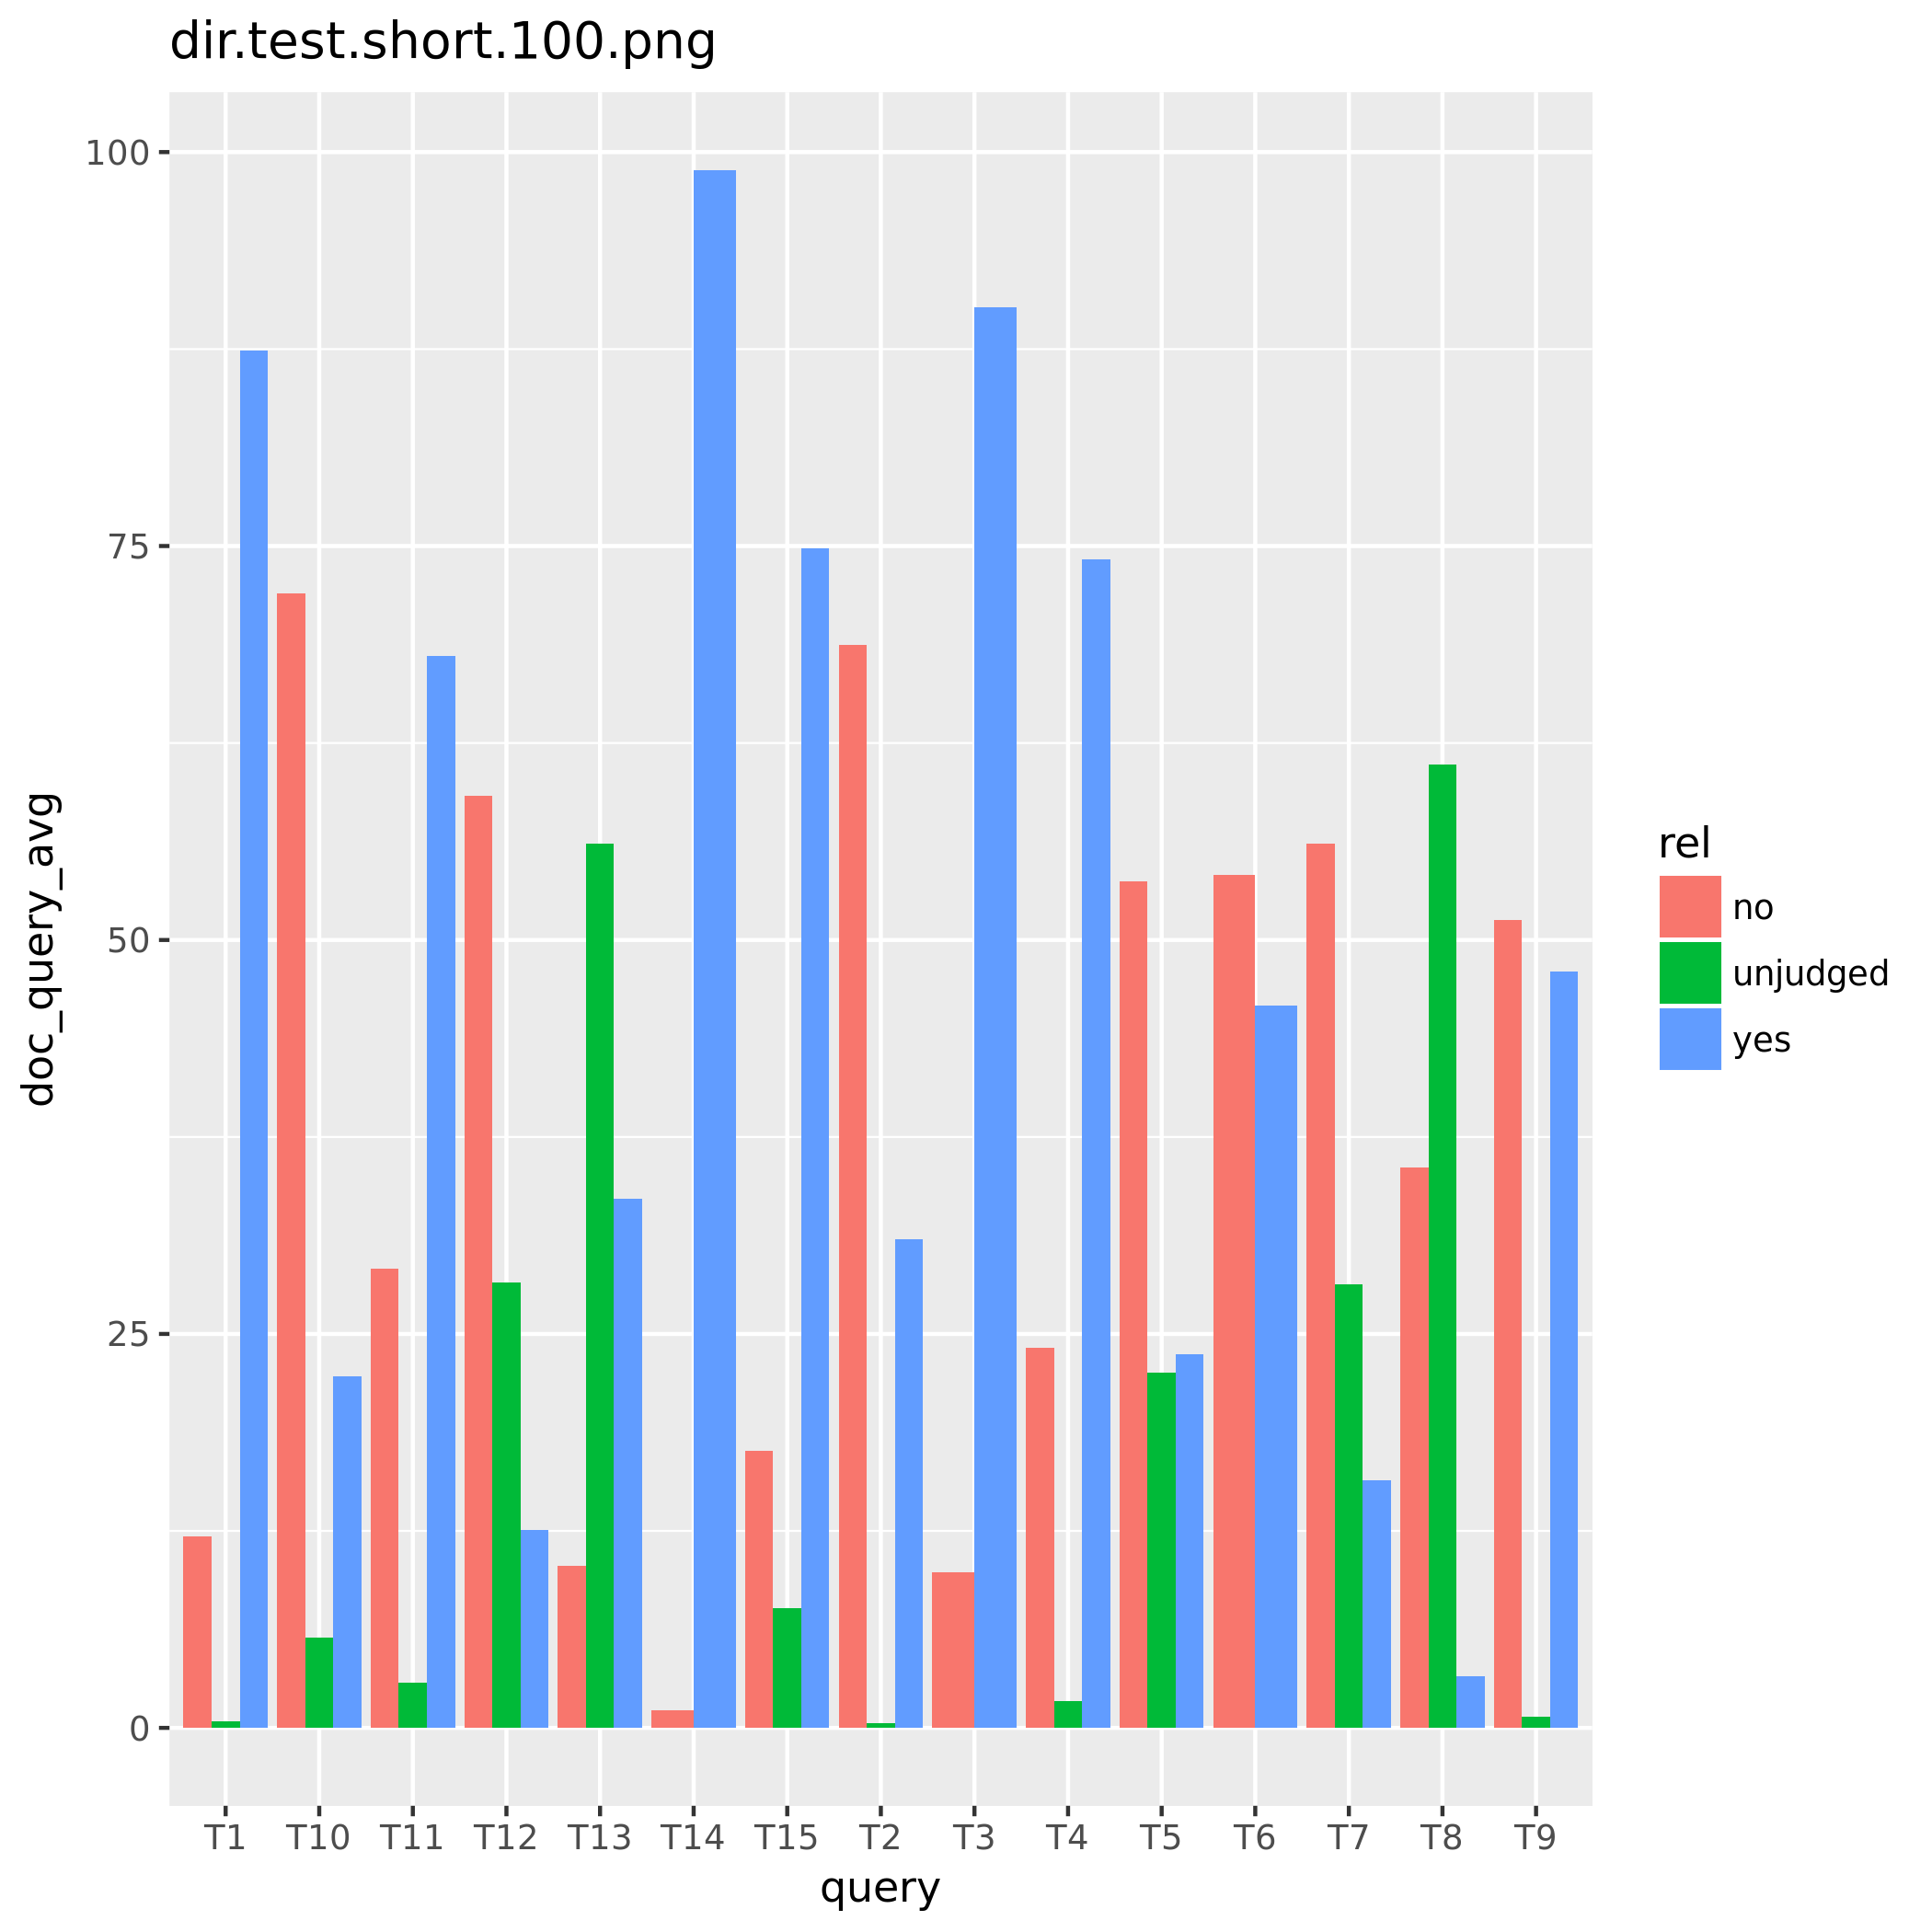 dir.test.short.100.png
doc_query_avg
100
75
50
25
0
T1 T10 T11 T12 T13 T14 T15 T2 T3 T4 T5 T6 T7 T8 T9
query
rel
no
unjudged
yes